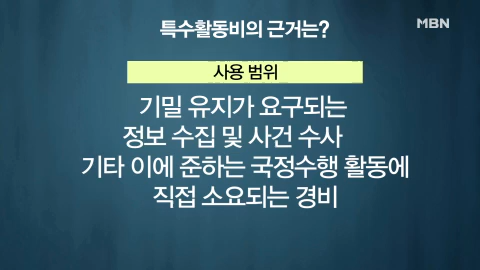 MBN
특수활동비의 근거는?
사용 범위
기밀 유지가 요구되는
정보 수집 및 사건 수사
기타 이에 준하는 국정수행 활동에
직접 소요되는 경비